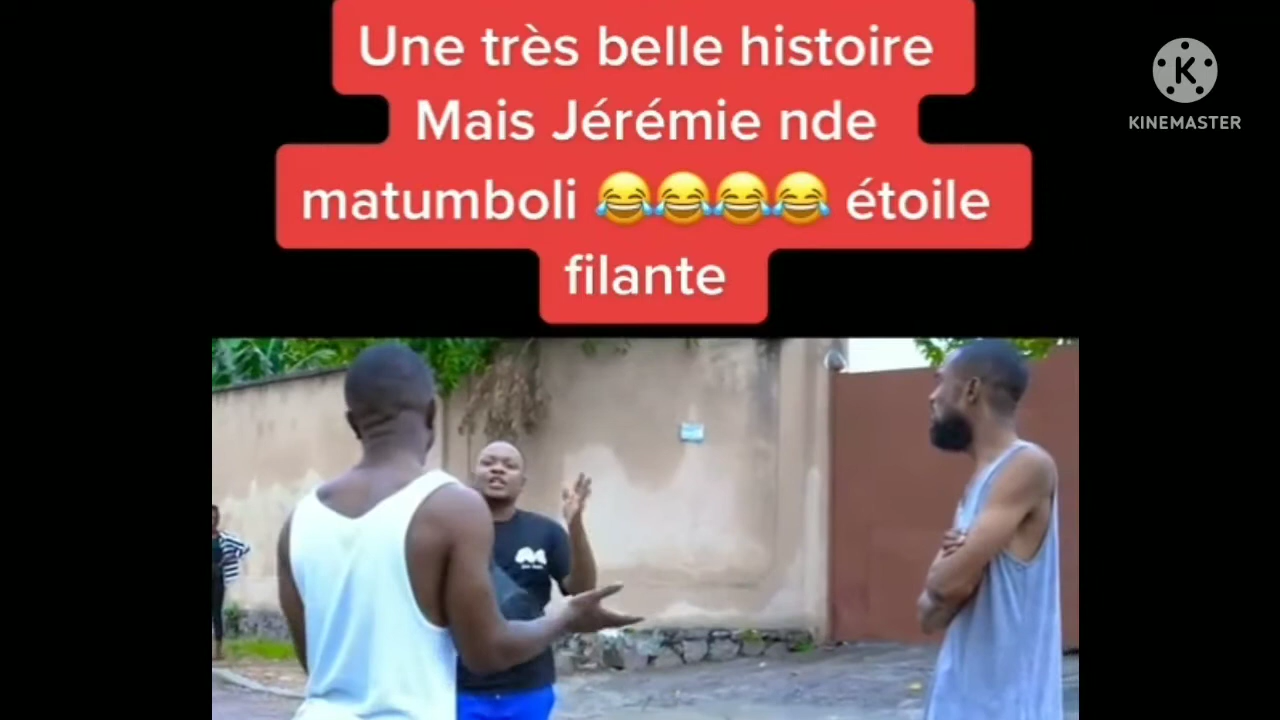 Une très belle histoire
Mais Jérémie nde
matumboli 😂😂😂😂 étoile
filante
K
KINEMASTER